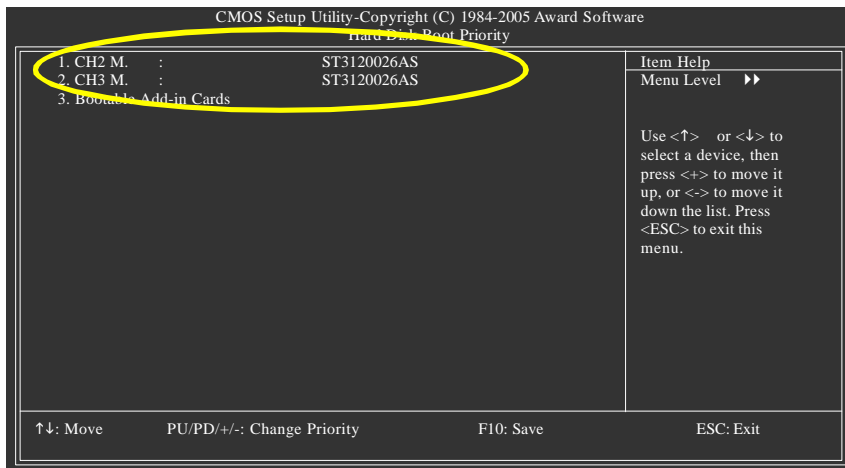 CMOS Setup Utility-Copyright (C) 1984-2005 Award Software
Hard Disk Boot Priority
1. CH2 M. : ST3120026AS
2. CH3 M. : ST3120026AS
3. Bootable Add-in Cards
Item Help
Menu Level ▸▸
Use <↑> or <↓> to
select a device, then
press <+> to move it
up, or <-> to move it
down the list. Press
<ESC> to exit this
menu.
↑↓: Move PU/PD/+/-: Change Priority F10: Save ESC: Exit